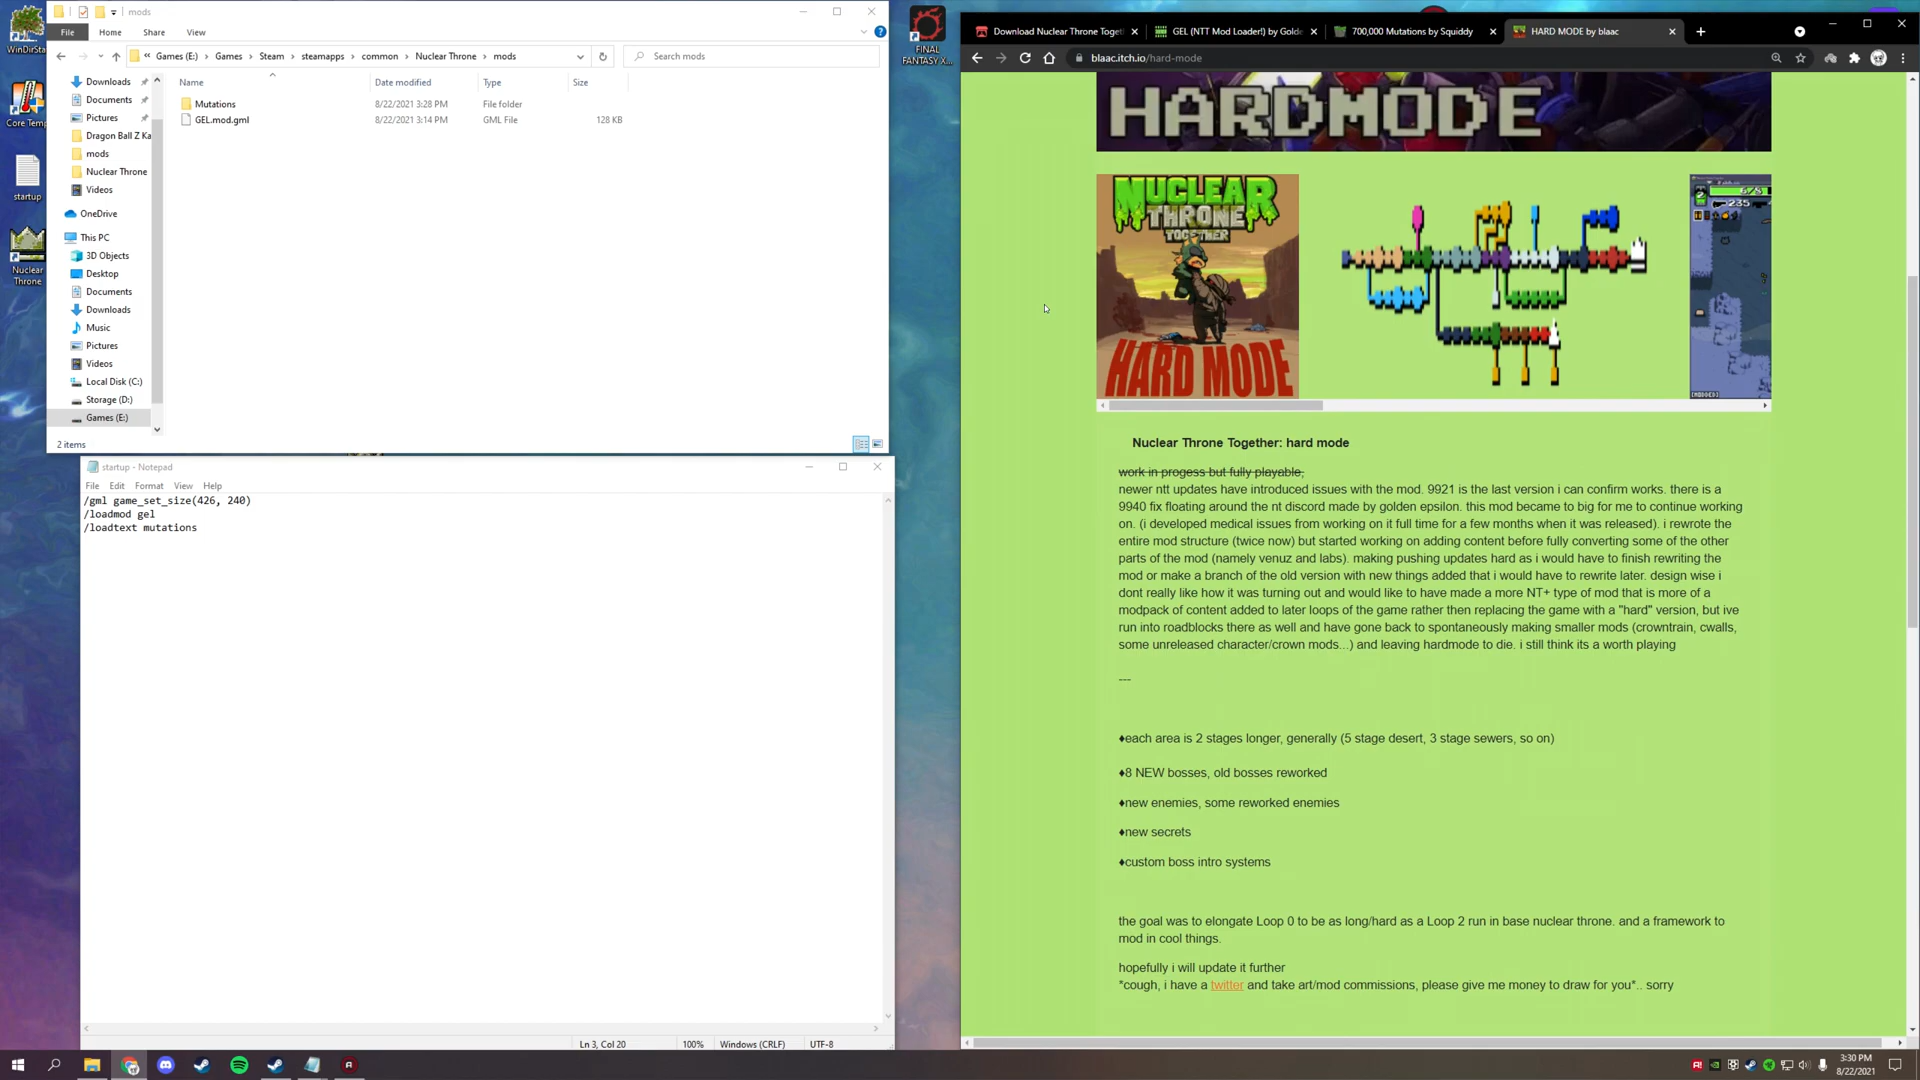 WinDirSta
Core Temp
startup
Nuclear
Throne
FINAL
FANTASY X...
mods
File
Home
Share
View
Games (E:) > Games > Steam > steamapps > common > Nuclear Throne > mods
Search mods
Downloads
Documents
Pictures
Dragon Ball Z Ka
mods
Nuclear Throne
Videos
OneDrive
This PC
3D Objects
Desktop
Documents
Downloads
Music
Pictures
Videos
Local Disk (C:)
Storage (D:)
Games (E:)
Name Date modified Type Size
Mutations 8/22/2021 3:28 PM File folder
GEL.mod.gml 8/22/2021 3:14 PM GML File 128 KB
2 items
startup - Notepad
File Edit Format View Help
/gml game_set_size(426, 240)
/loadmod gel
/loadtext mutations
Ln 3, Col 20 100% Windows (CRLF) UTF-8
Download Nuclear Throne Toget
GEL (NTT Mod Loader!) by Golde
700,000 Mutations by Squiddy
HARD MODE by blaac
blaac.itch.io/hard-mode
HARDMODE
NUCLEAR
THRONE
TOGETHER
HARD MODE
6/5
235
Nuclear Throne Together: hard mode
work in progess but fully playable,
newer ntt updates have introduced issues with the mod. 9921 is the last version i can confirm works. there is a
9940 fix floating around the nt discord made by golden epsilon. this mod became to big for me to continue working
on. (i developed medical issues from working on it full time for a few months when it was released). i rewrote the
entire mod structure (twice now) but started working on adding content before fully converting some of the other
parts of the mod (namely venuz and labs). making pushing updates hard as i would have to finish rewriting the
mod or make a branch of the old version with new things added that i would have to rewrite later. design wise i
dont really like how it was turning out and would like to have made a more NT+ type of mod that is more of a
modpack of content added to later loops of the game rather then replacing the game with a "hard" version, but ive
run into roadblocks there as well and have gone back to spontaneously making smaller mods (crowntrain, cwalls,
some unreleased character/crown mods...) and leaving hardmode to die. i still think its a worth playing
---
♦each area is 2 stages longer, generally (5 stage desert, 3 stage sewers, so on)
♦8 NEW bosses, old bosses reworked
♦new enemies, some reworked enemies
♦new secrets
♦custom boss intro systems
the goal was to elongate Loop 0 to be as long/hard as a Loop 2 run in base nuclear throne. and a framework to
mod in cool things.
hopefully i will update it further
*cough, i have a twitter and take art/mod commissions, please give me money to draw for you*.. sorry
3:30 PM
8/22/2021